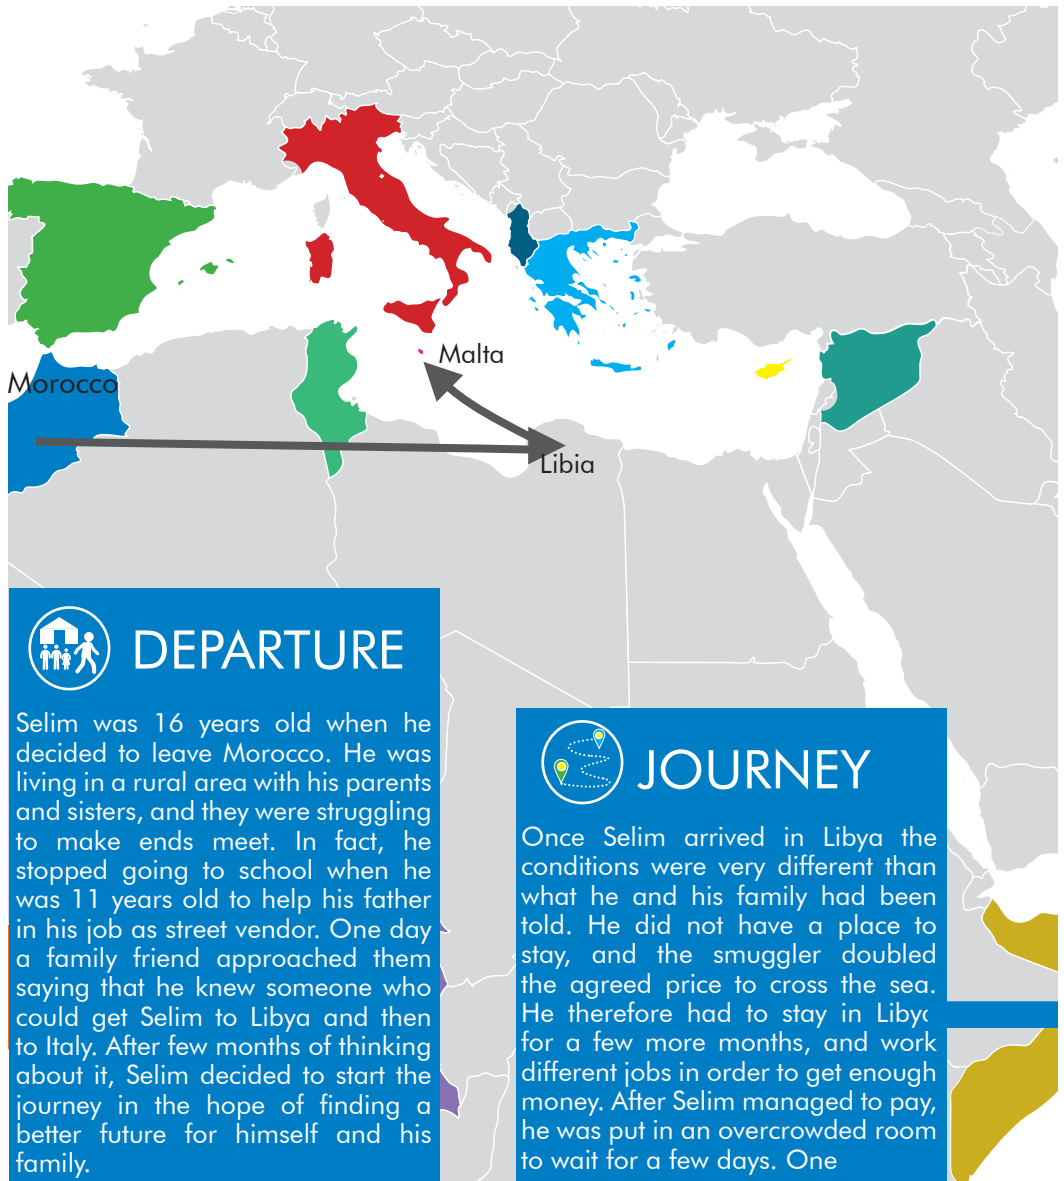 Malta
Morocco
Libia
DEPARTURE
Selim was 16 years old when he
decided to leave Morocco. He was
living in a rural area with his parents
and sisters, and they were struggling
to make ends meet. In fact, he
stopped going to school when he
was 11 years old to help his father
in his job as street vendor. One day
a family friend approached them
saying that he knew someone who
could get Selim to Libya and then
to Italy. After few months of thinking
about it, Selim decided to start the
journey in the hope of finding a
better future for himself and his
family.
JOURNEY
Once Selim arrived in Libya the
conditions were very different than
what he and his family had been
told. He did not have a place to
stay, and the smuggler doubled
the agreed price to cross the sea.
He therefore had to stay in Libya
for a few more months, and work
different jobs in order to get enough
money. After Selim managed to pay,
he was put in an overcrowded room
to wait for a few days. One